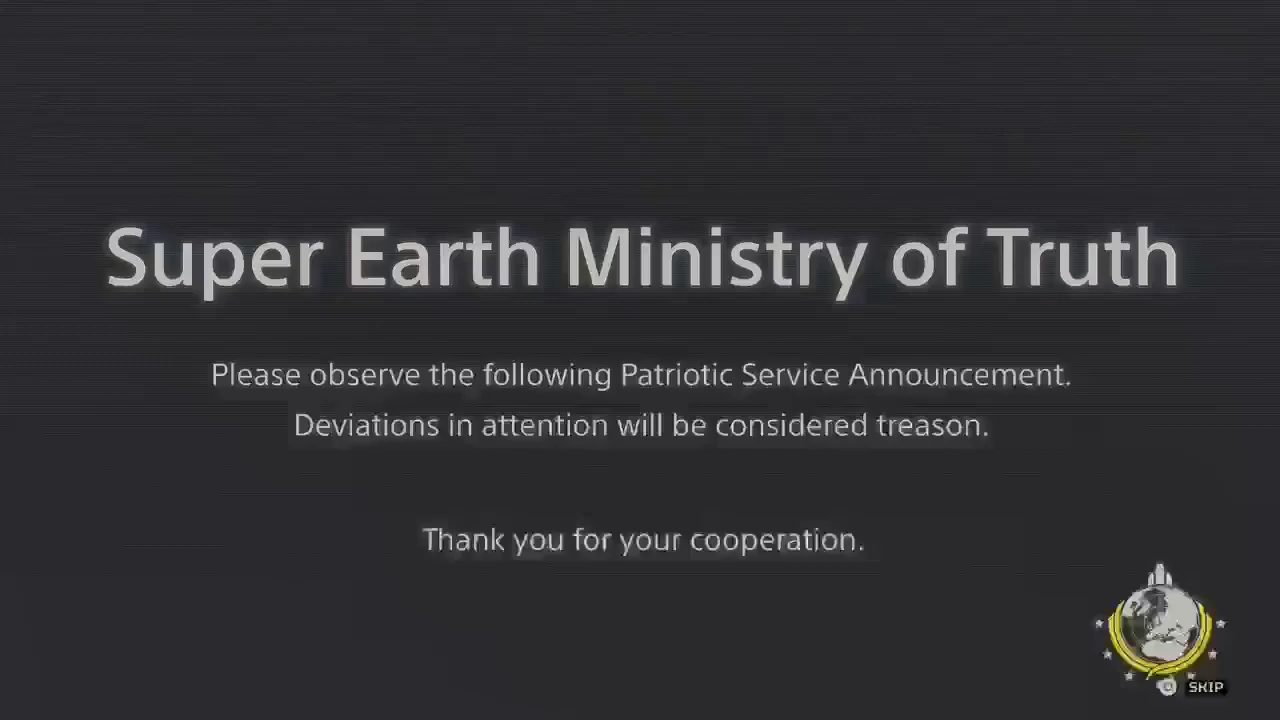 Super Earth Ministry of Truth
Please observe the following Patriotic Service Announcement.
Deviations in attention will be considered treason.
Thank you for your cooperation.
SKIP